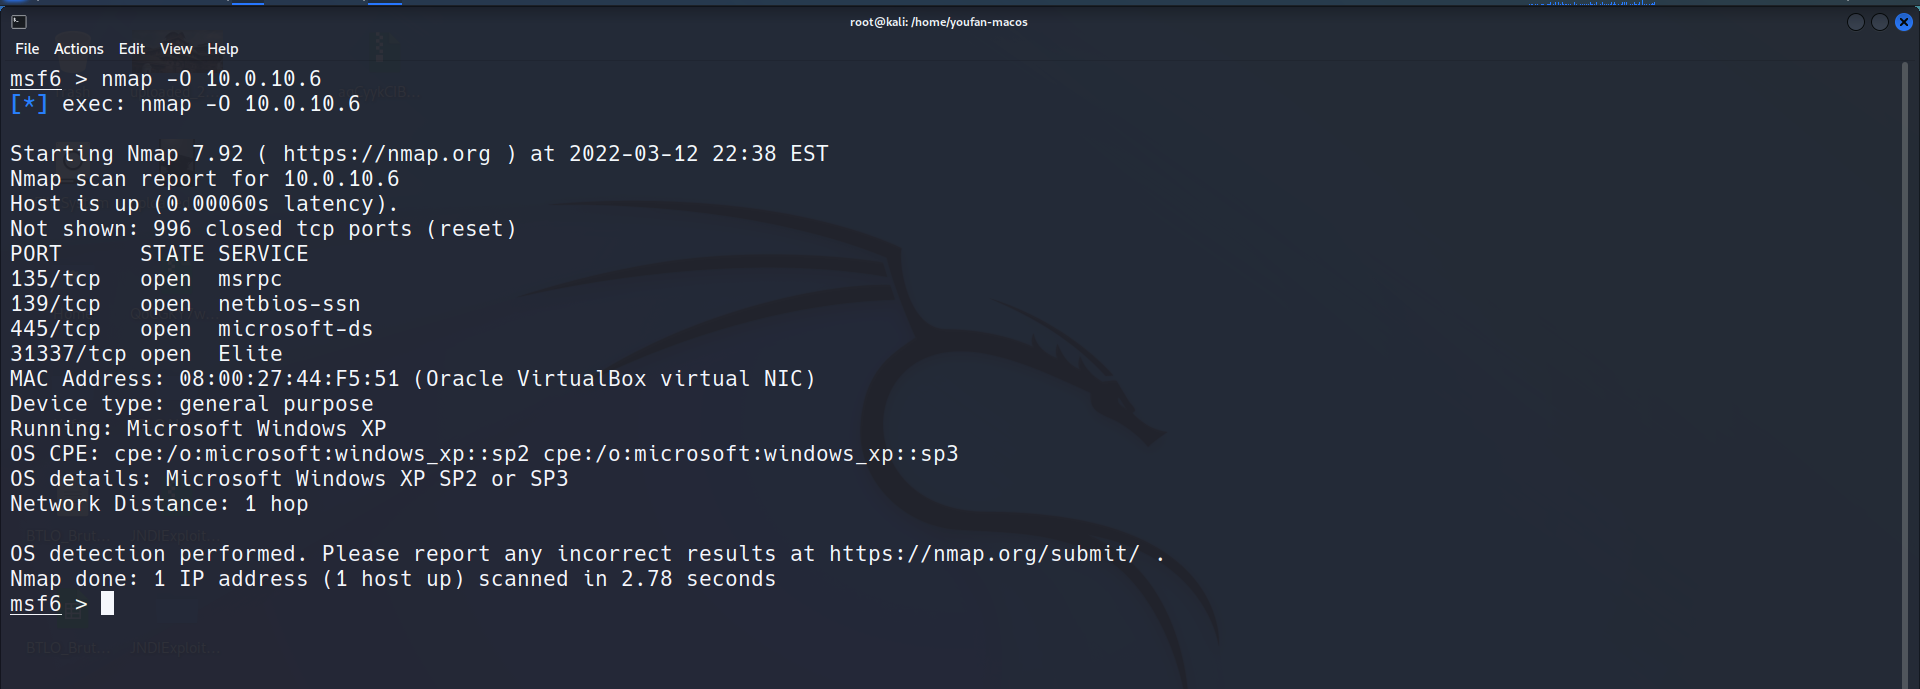 root@kali: /home/youfan-macos
File Actions Edit View Help
msf6 > nmap -O 10.0.10.6
[*] exec: nmap -O 10.0.10.6
Starting Nmap 7.92 ( https://nmap.org ) at 2022-03-12 22:38 EST
Nmap scan report for 10.0.10.6
Host is up (0.00060s latency).
Not shown: 996 closed tcp ports (reset)
PORT      STATE SERVICE
135/tcp   open  msrpc
139/tcp   open  netbios-ssn
445/tcp   open  microsoft-ds
31337/tcp open  Elite
MAC Address: 08:00:27:44:F5:51 (Oracle VirtualBox virtual NIC)
Device type: general purpose
Running: Microsoft Windows XP
OS CPE: cpe:/o:microsoft:windows_xp::sp2 cpe:/o:microsoft:windows_xp::sp3
OS details: Microsoft Windows XP SP2 or SP3
Network Distance: 1 hop
BTLO_Brut... JNDIExploit...
OS detection performed. Please report any incorrect results at https://nmap.org/submit/ .
Nmap done: 1 IP address (1 host up) scanned in 2.78 seconds
msf6 >
BTLO_Brut... JNDIExploit...